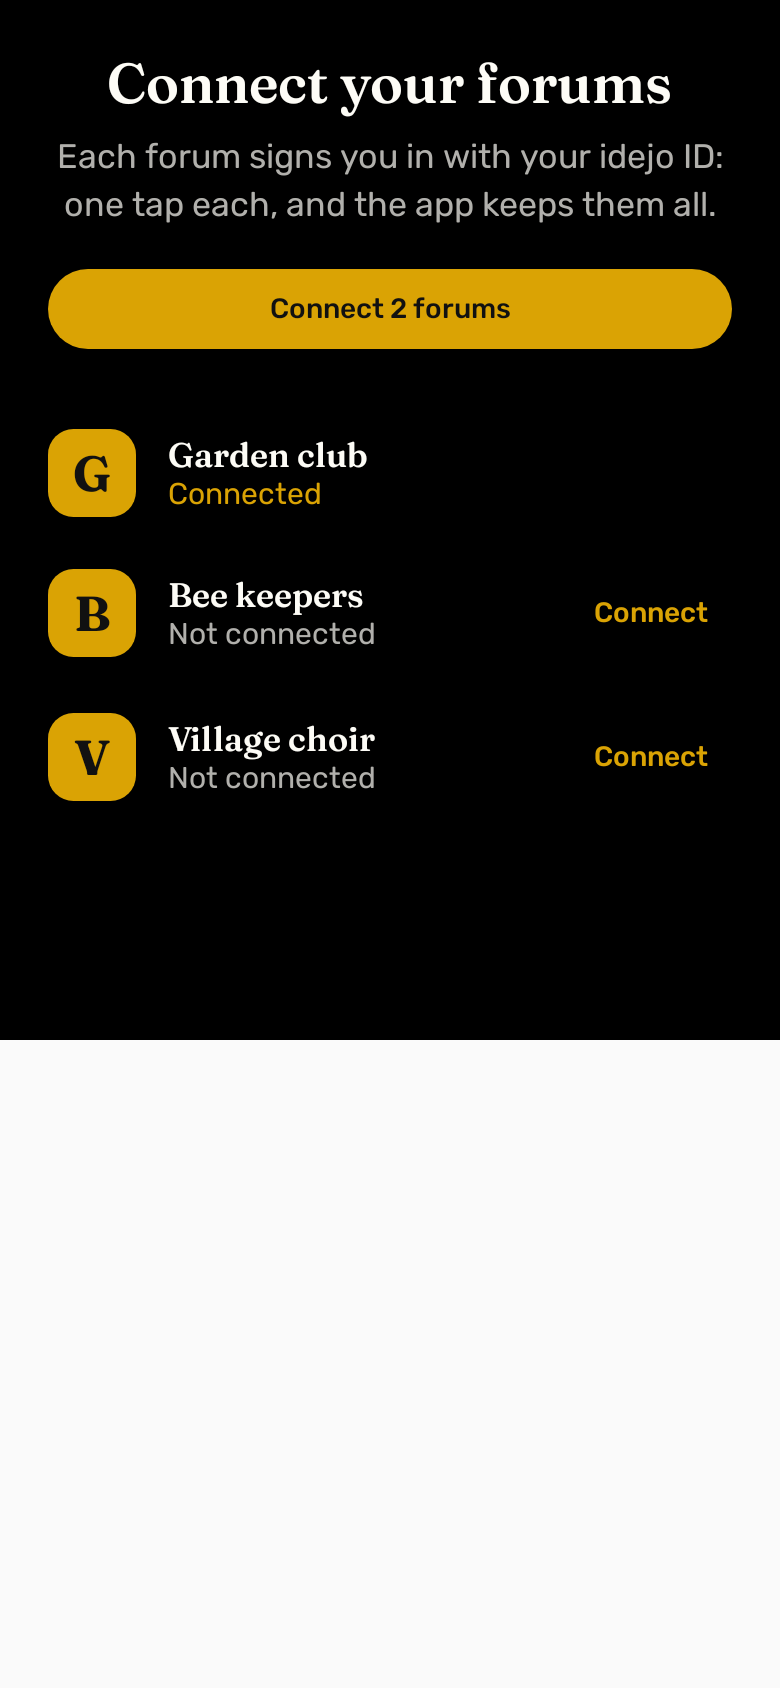 Connect your forums
Each forum signs you in with your idejo ID:
one tap each, and the app keeps them all.
Connect 2 forums
G
Garden club
Connected
B
Bee keepers
Not connected
Connect
V
Village choir
Not connected
Connect